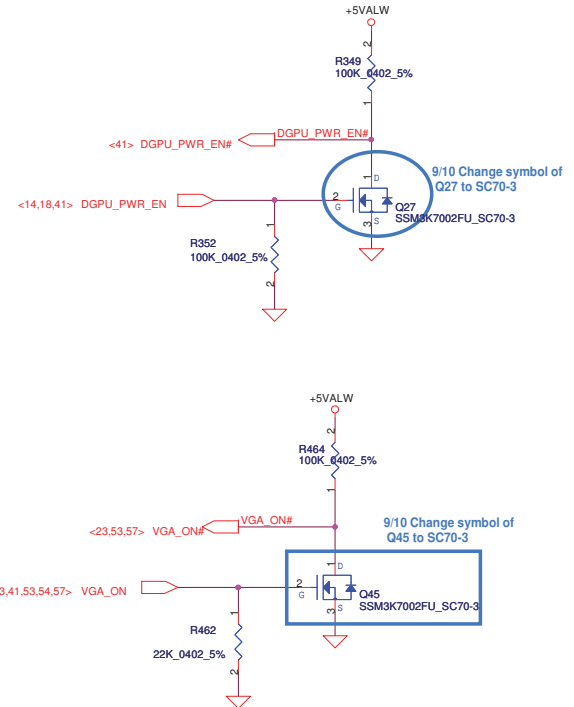 +5VALW
2
R349
100K_0402_5%
1
<41> DGPU_PWR_EN#
DGPU_PWR_EN#
9/10 Change symbol of
Q27 to SC70-3
1
D
<14,18,41> DGPU_PWR_EN
2
G
Q27
SSM3K7002FU_SC70-3
3
S
1
R352
100K_0402_5%
2
+5VALW
2
R464
100K_0402_5%
1
<23,53,57> VGA_ON#
VGA_ON#
9/10 Change symbol of
Q45 to SC70-3
1
D
3,41,53,54,57> VGA_ON
2
G
Q45
SSM3K7002FU_SC70-3
3
S
1
R462
22K_0402_5%
2